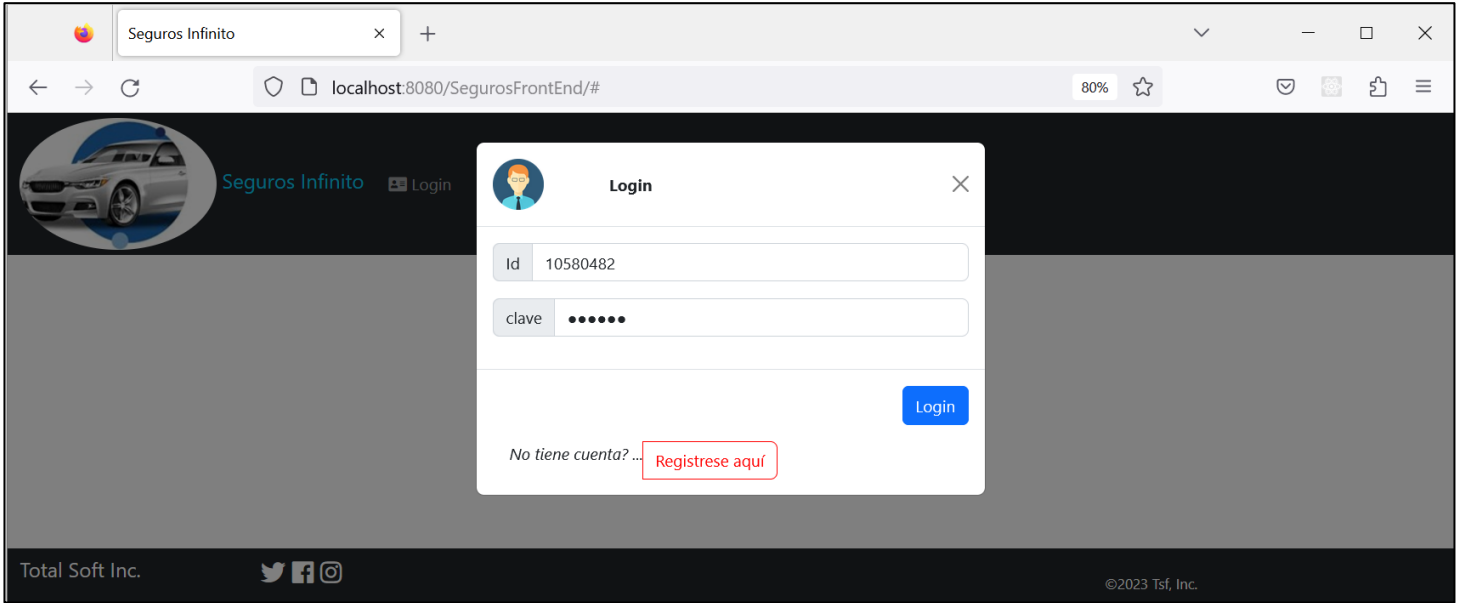 Seguros Infinito
localhost:8080/SegurosFrontEnd/#
80%
Seguros Infinito
Login
Login
Id 10580482
clave ●●●●●●
Login
No tiene cuenta? ... Registrese aquí
Total Soft Inc.
©2023 Tsf, Inc.